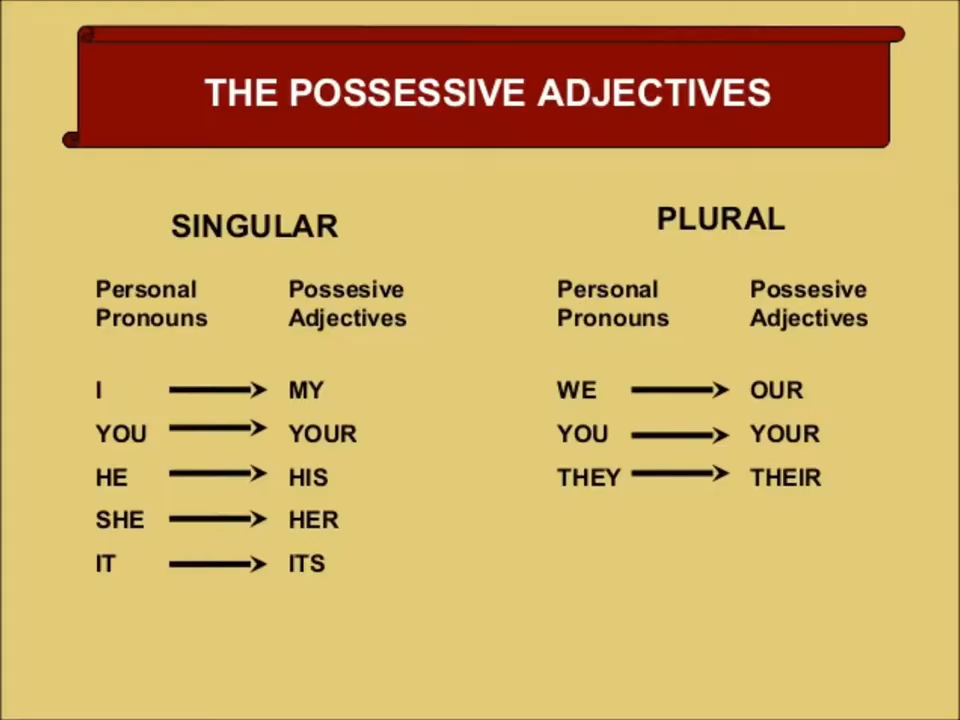 THE POSSESSIVE ADJECTIVES
SINGULAR
Personal Possesive
Pronouns Adjectives
I MY
YOU YOUR
HE HIS
SHE HER
IT ITS
PLURAL
Personal Possesive
Pronouns Adjectives
WE OUR
YOU YOUR
THEY THEIR